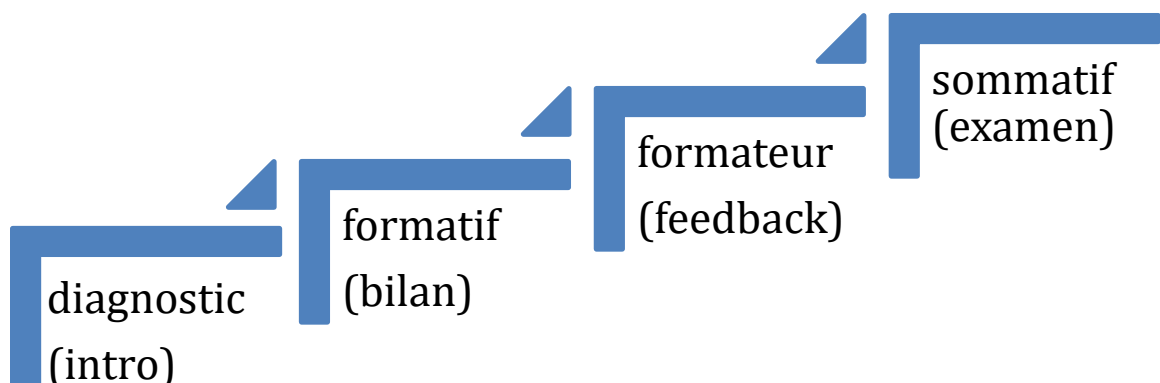 diagnostic
(intro)
formatif
(bilan)
formateur
(feedback)
sommatif
(examen)